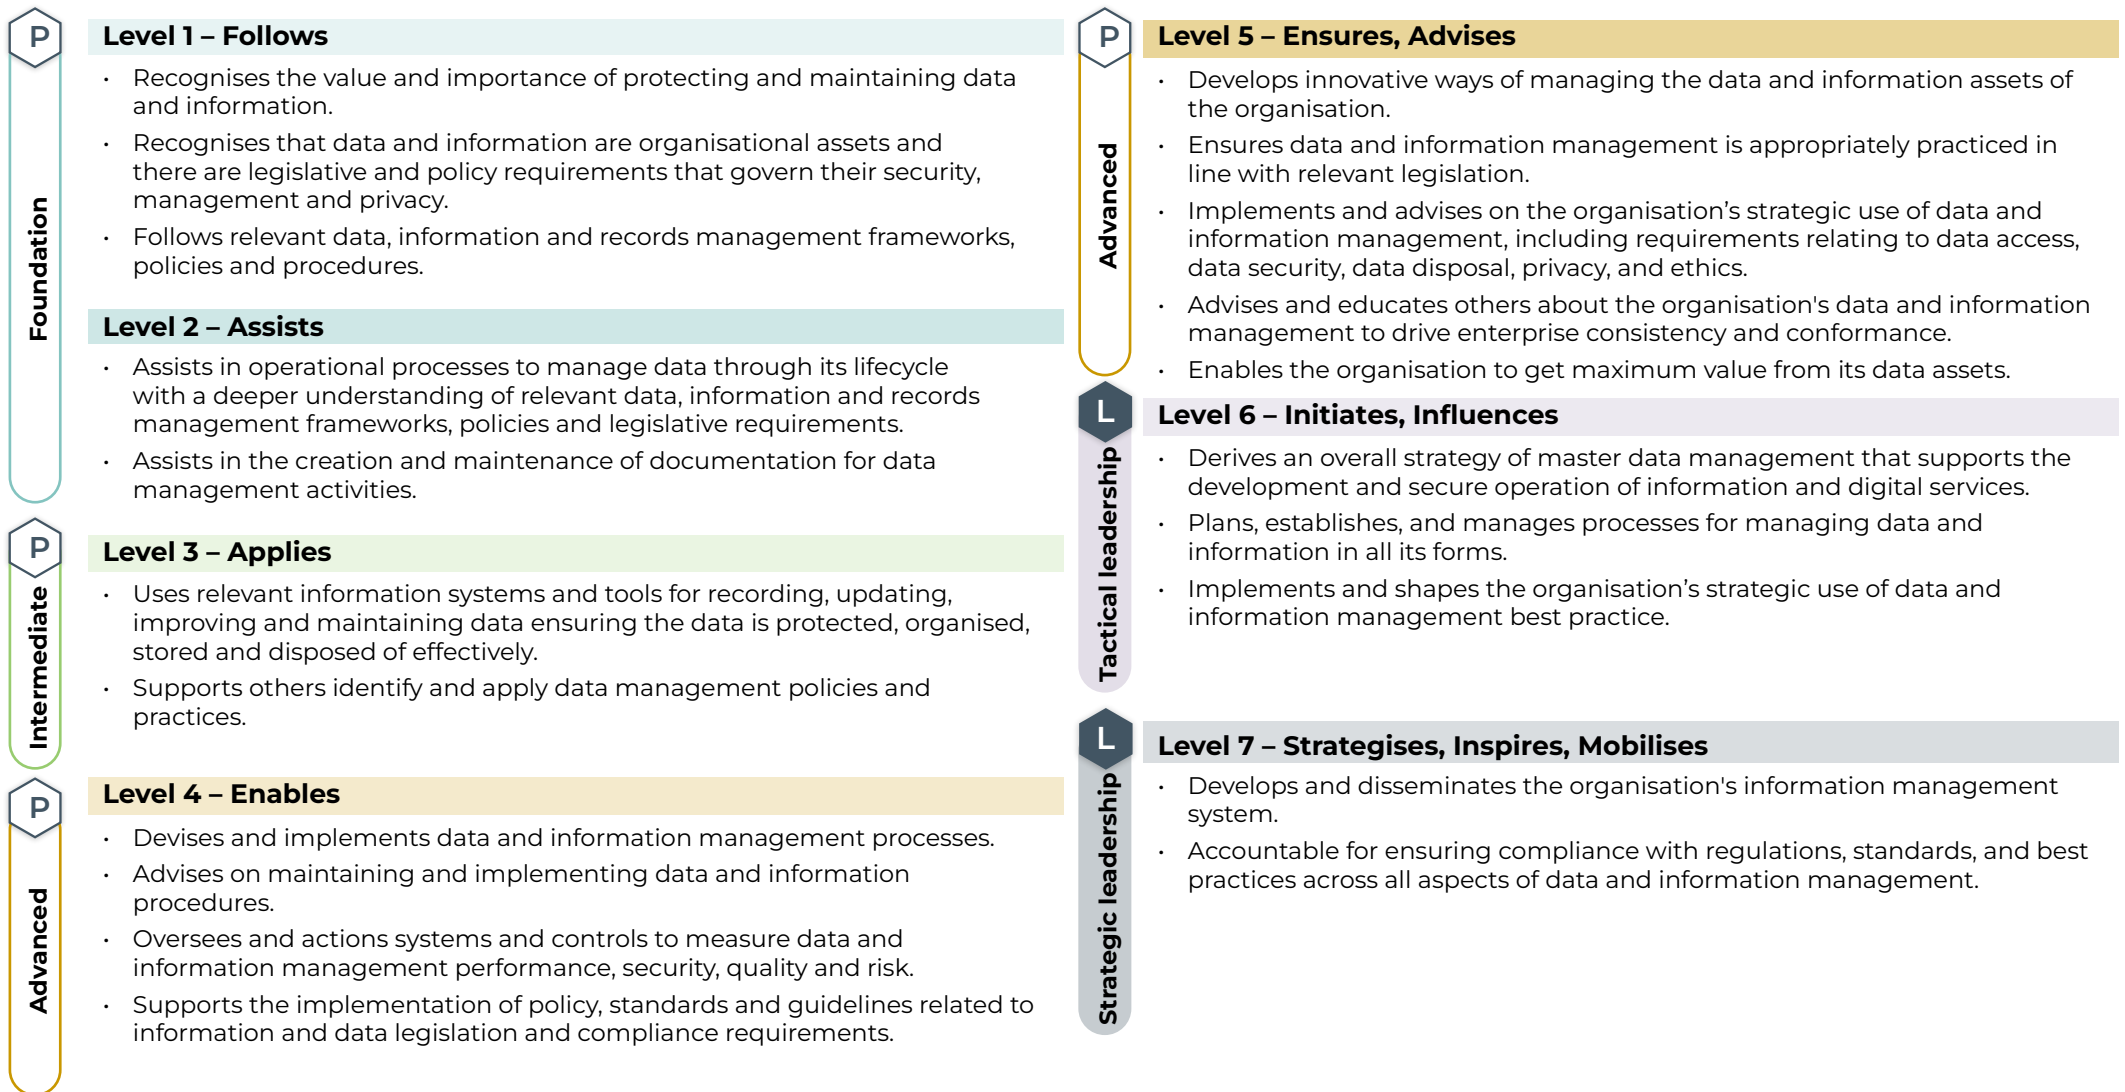 P
Foundation
Level 1 – Follows
• Recognises the value and importance of protecting and maintaining data
and information.
• Recognises that data and information are organisational assets and
there are legislative and policy requirements that govern their security,
management and privacy.
• Follows relevant data, information and records management frameworks,
policies and procedures.
Level 2 – Assists
• Assists in operational processes to manage data through its lifecycle
with a deeper understanding of relevant data, information and records
management frameworks, policies and legislative requirements.
• Assists in the creation and maintenance of documentation for data
management activities.
P
Intermediate
Level 3 – Applies
• Uses relevant information systems and tools for recording, updating,
improving and maintaining data ensuring the data is protected, organised,
stored and disposed of effectively.
• Supports others identify and apply data management policies and
practices.
P
Advanced
Level 4 – Enables
• Devises and implements data and information management processes.
• Advises on maintaining and implementing data and information
procedures.
• Oversees and actions systems and controls to measure data and
information management performance, security, quality and risk.
• Supports the implementation of policy, standards and guidelines related to
information and data legislation and compliance requirements.
P
Advanced
Level 5 – Ensures, Advises
• Develops innovative ways of managing the data and information assets of
the organisation.
• Ensures data and information management is appropriately practiced in
line with relevant legislation.
• Implements and advises on the organisation’s strategic use of data and
information management, including requirements relating to data access,
data security, data disposal, privacy, and ethics.
• Advises and educates others about the organisation's data and information
management to drive enterprise consistency and conformance.
• Enables the organisation to get maximum value from its data assets.
L
Tactical leadership
Level 6 – Initiates, Influences
• Derives an overall strategy of master data management that supports the
development and secure operation of information and digital services.
• Plans, establishes, and manages processes for managing data and
information in all its forms.
• Implements and shapes the organisation’s strategic use of data and
information management best practice.
L
Strategic leadership
Level 7 – Strategises, Inspires, Mobilises
• Develops and disseminates the organisation's information management
system.
• Accountable for ensuring compliance with regulations, standards, and best
practices across all aspects of data and information management.